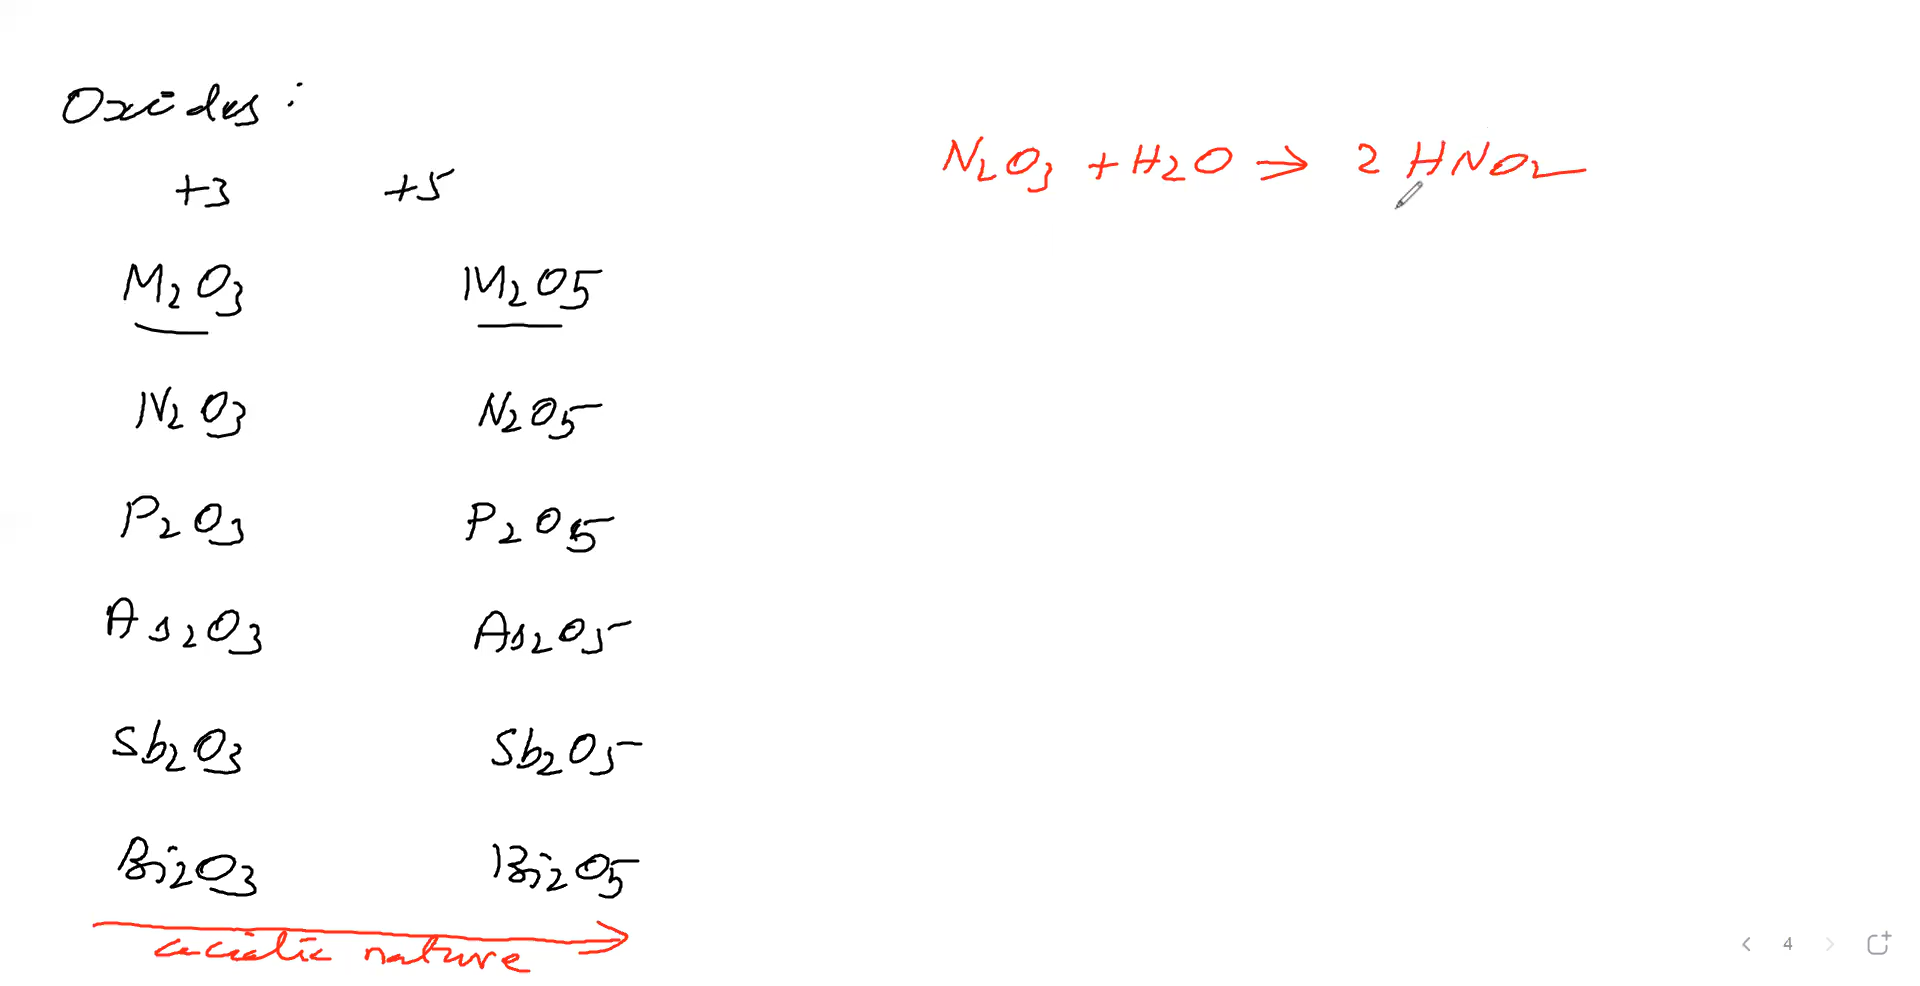 Oxides :
+3 +5
M2O3 M2O5
N2O3 N2O5
P2O3 P2O5
As2O3 As2O5
Sb2O3 Sb2O5
Bi2O3 Bi2O5
acidic nature
N2O3 + H2O → 2 HNO2
4